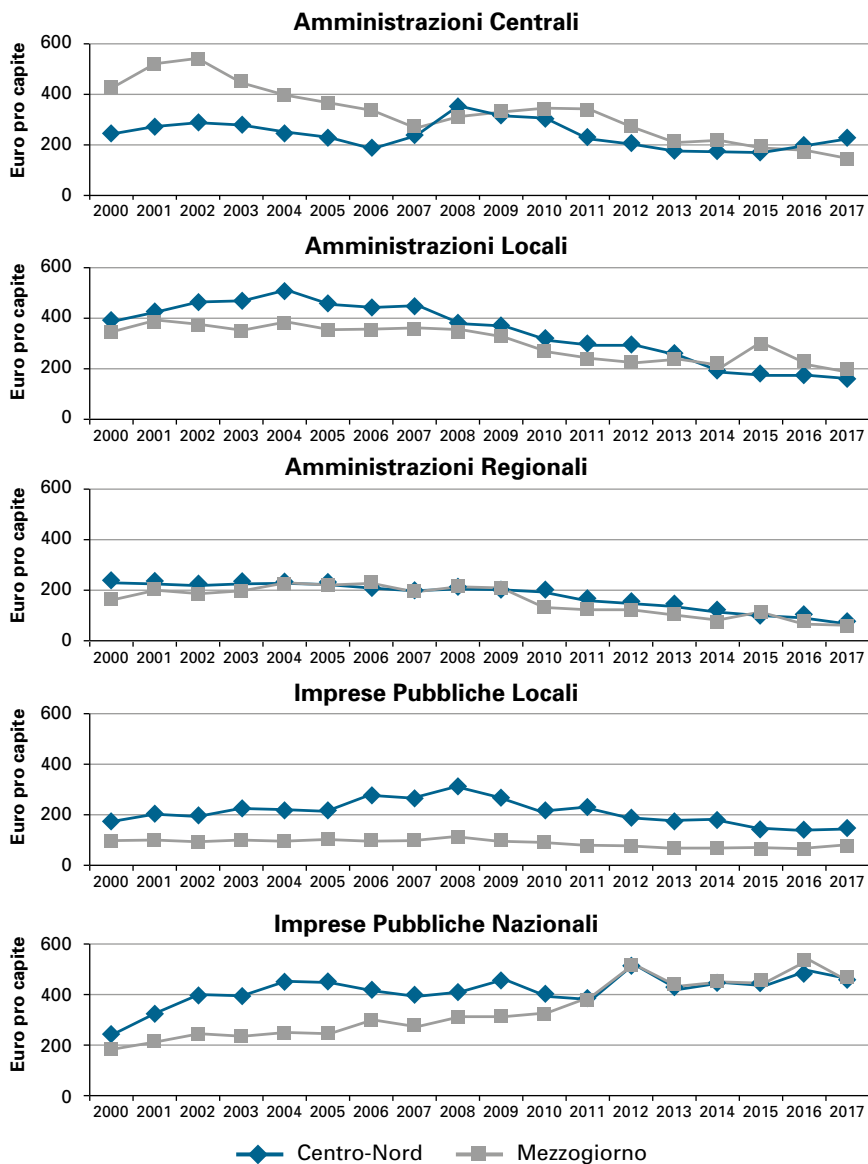 Amministrazioni Centrali
Euro pro capite
600
400
200
0
2000 2001 2002 2003 2004 2005 2006 2007 2008 2009 2010 2011 2012 2013 2014 2015 2016 2017
Amministrazioni Locali
Euro pro capite
600
400
200
0
2000 2001 2002 2003 2004 2005 2006 2007 2008 2009 2010 2011 2012 2013 2014 2015 2016 2017
Amministrazioni Regionali
Euro pro capite
600
400
200
0
2000 2001 2002 2003 2004 2005 2006 2007 2008 2009 2010 2011 2012 2013 2014 2015 2016 2017
Imprese Pubbliche Locali
Euro pro capite
600
400
200
0
2000 2001 2002 2003 2004 2005 2006 2007 2008 2009 2010 2011 2012 2013 2014 2015 2016 2017
Imprese Pubbliche Nazionali
Euro pro capite
600
400
200
0
2000 2001 2002 2003 2004 2005 2006 2007 2008 2009 2010 2011 2012 2013 2014 2015 2016 2017
Centro-Nord Mezzogiorno